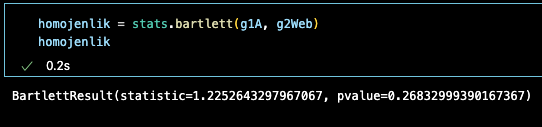 homojenlik = stats.bartlett(g1A, g2Web)
homojenlik
✓ 0.2s
BartlettResult(statistic=1.2252643297967067, pvalue=0.26832999390167367)